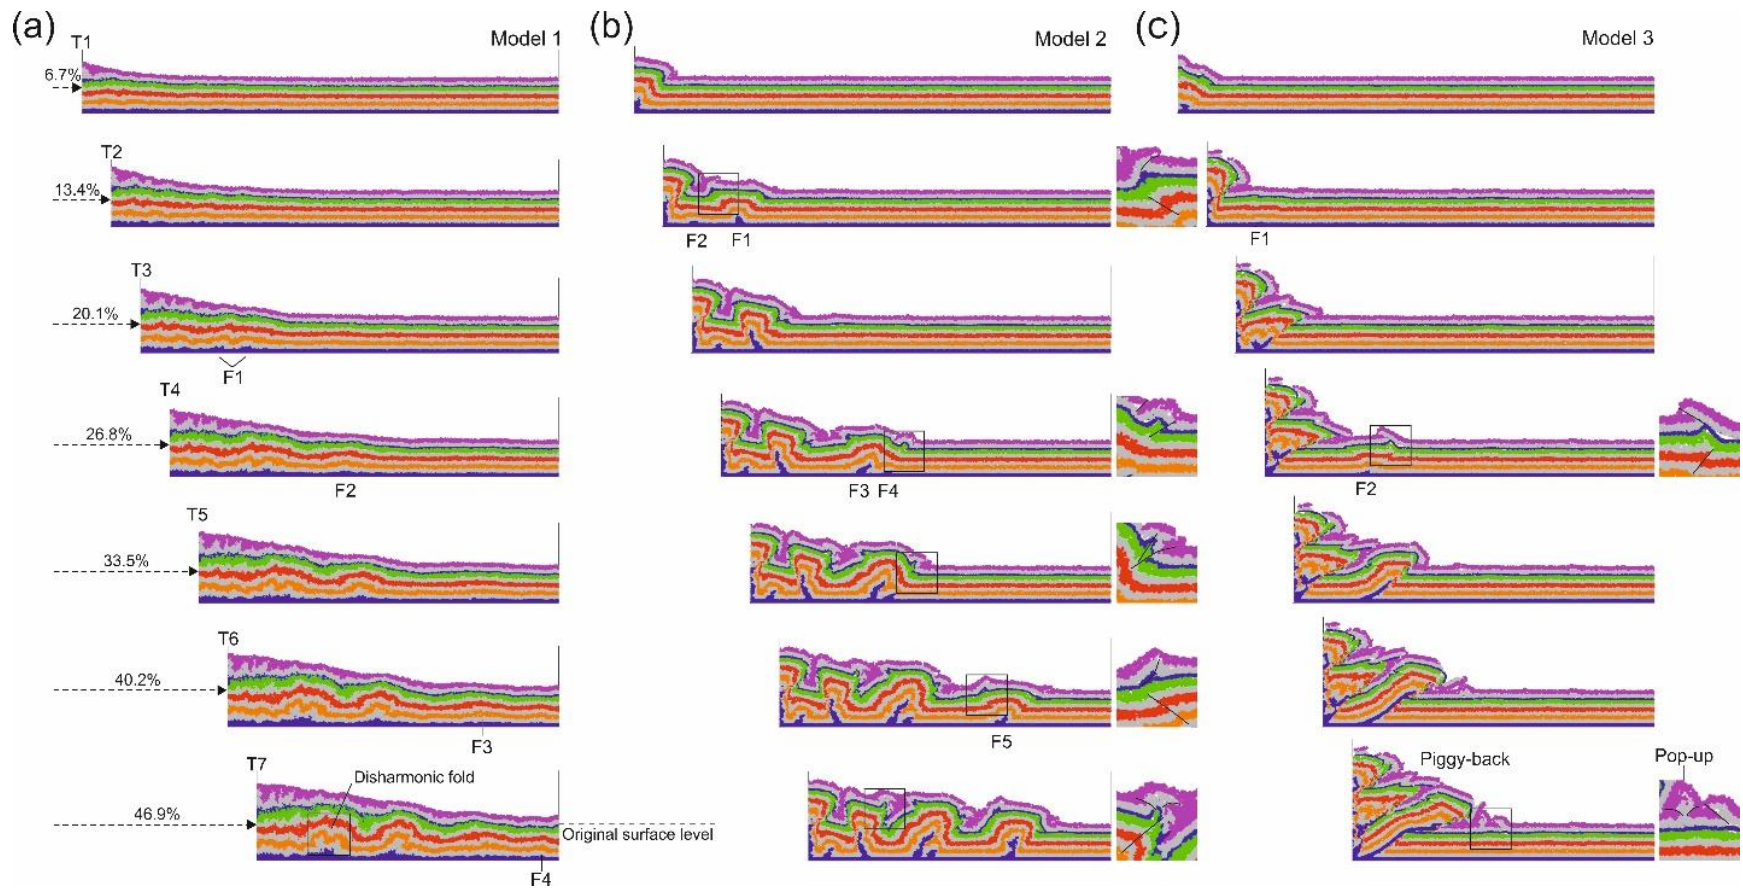 (a)
T1
Model 1
(b)
Model 2
(c)
Model 3
6.7%
T2
13.4%
F2
F1
F1
T3
20.1%
F1
T4
26.8%
F2
F3
F4
F2
T5
33.5%
T6
40.2%
F3
F5
T7
Disharmonic fold
46.9%
Original surface level
F4
Piggy-back
Pop-up